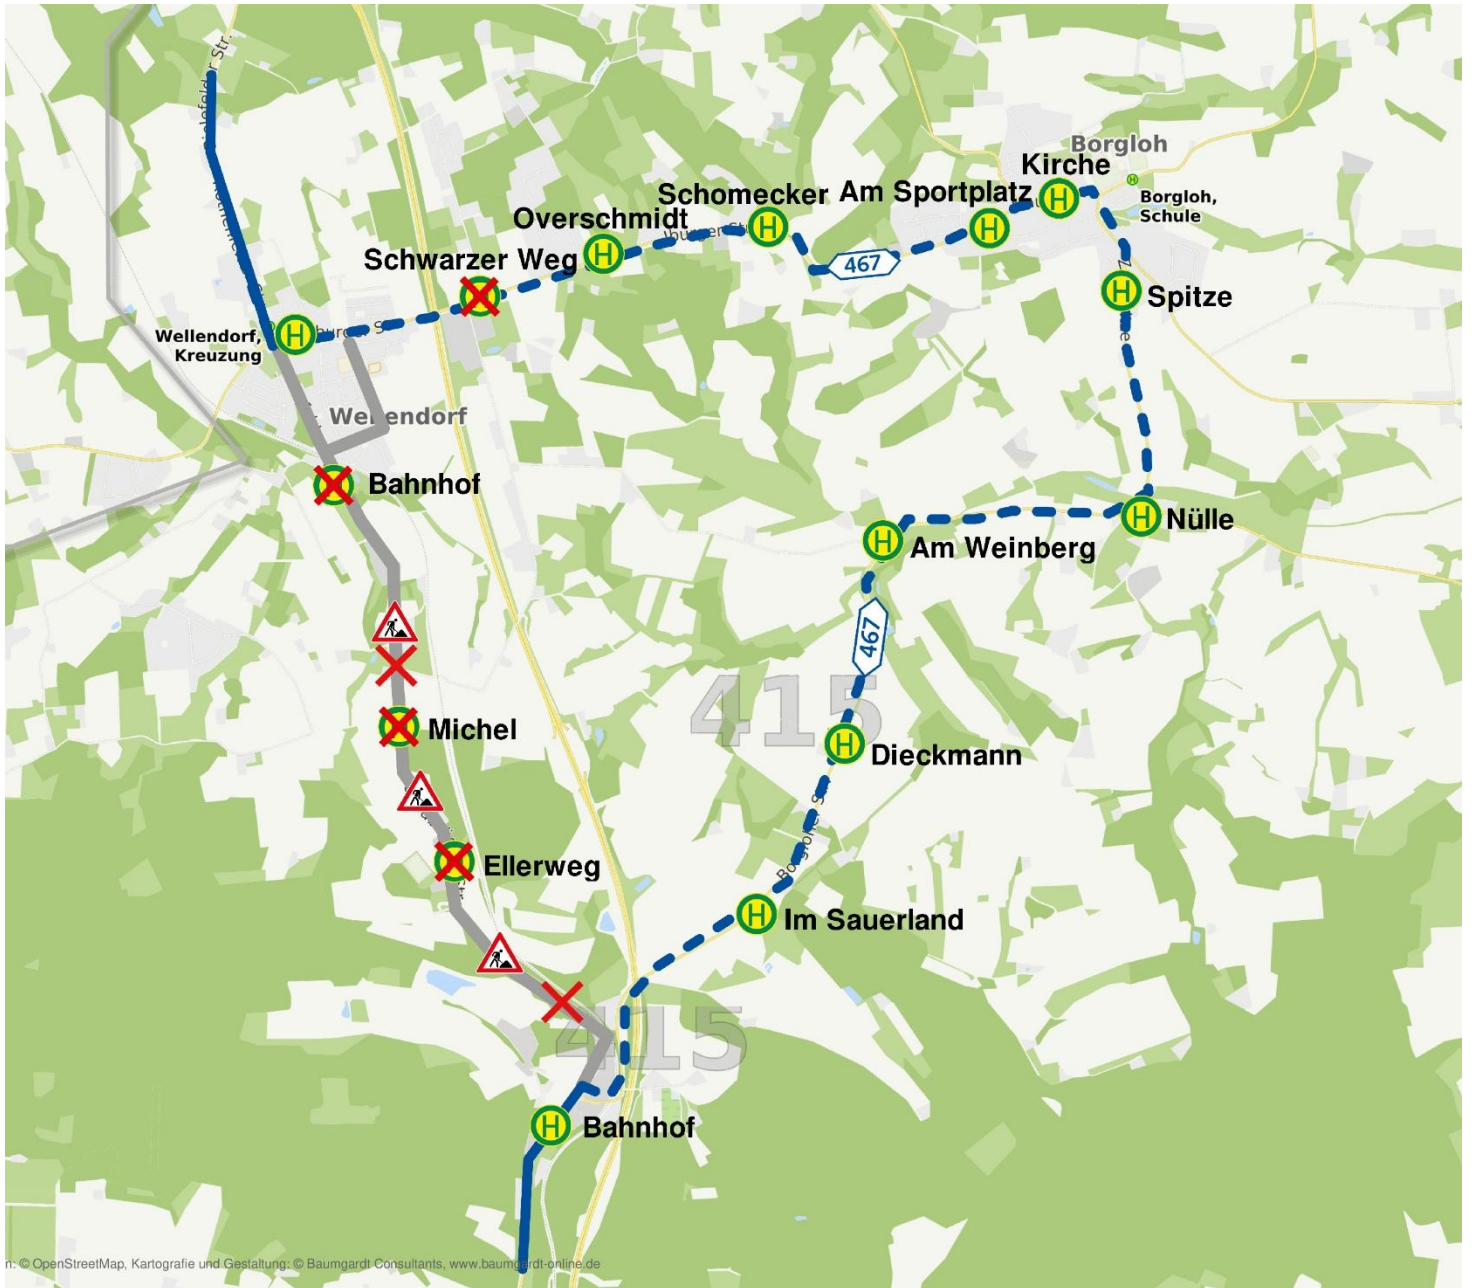 Borgloh
Kirche
Borgloh,
Schule
Am Sportplatz
Schomecker
Overschmidt
Schwarzer Weg
467
Spitze
Wellendorf,
Kreuzung
Wellendorf
Bahnhof
Nülle
Am Weinberg
467
415
Michel
Dieckmann
Ellerweg
Im Sauerland
415
Bahnhof
H
H
H
H
H
H
H
H
H
H
H
H
n: © OpenStreetMap, Kartografie und Gestaltung: © Baumgardt Consultants, www.baumgardt-online.de